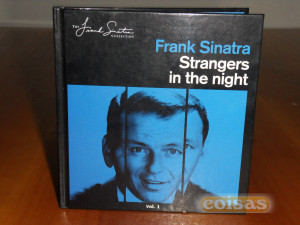 THE
Frank Sinatra
COLLECTION
Frank Sinatra
Strangers
in the night
vol. 1
coisas